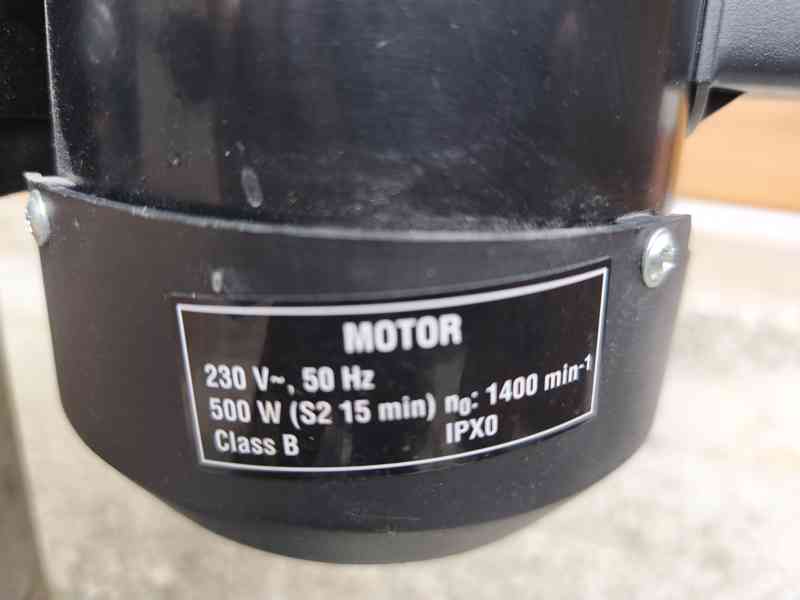 MOTOR
230 V~, 50 Hz
500 W (S2 15 min) n₀: 1400 min⁻¹
Class B IPX0